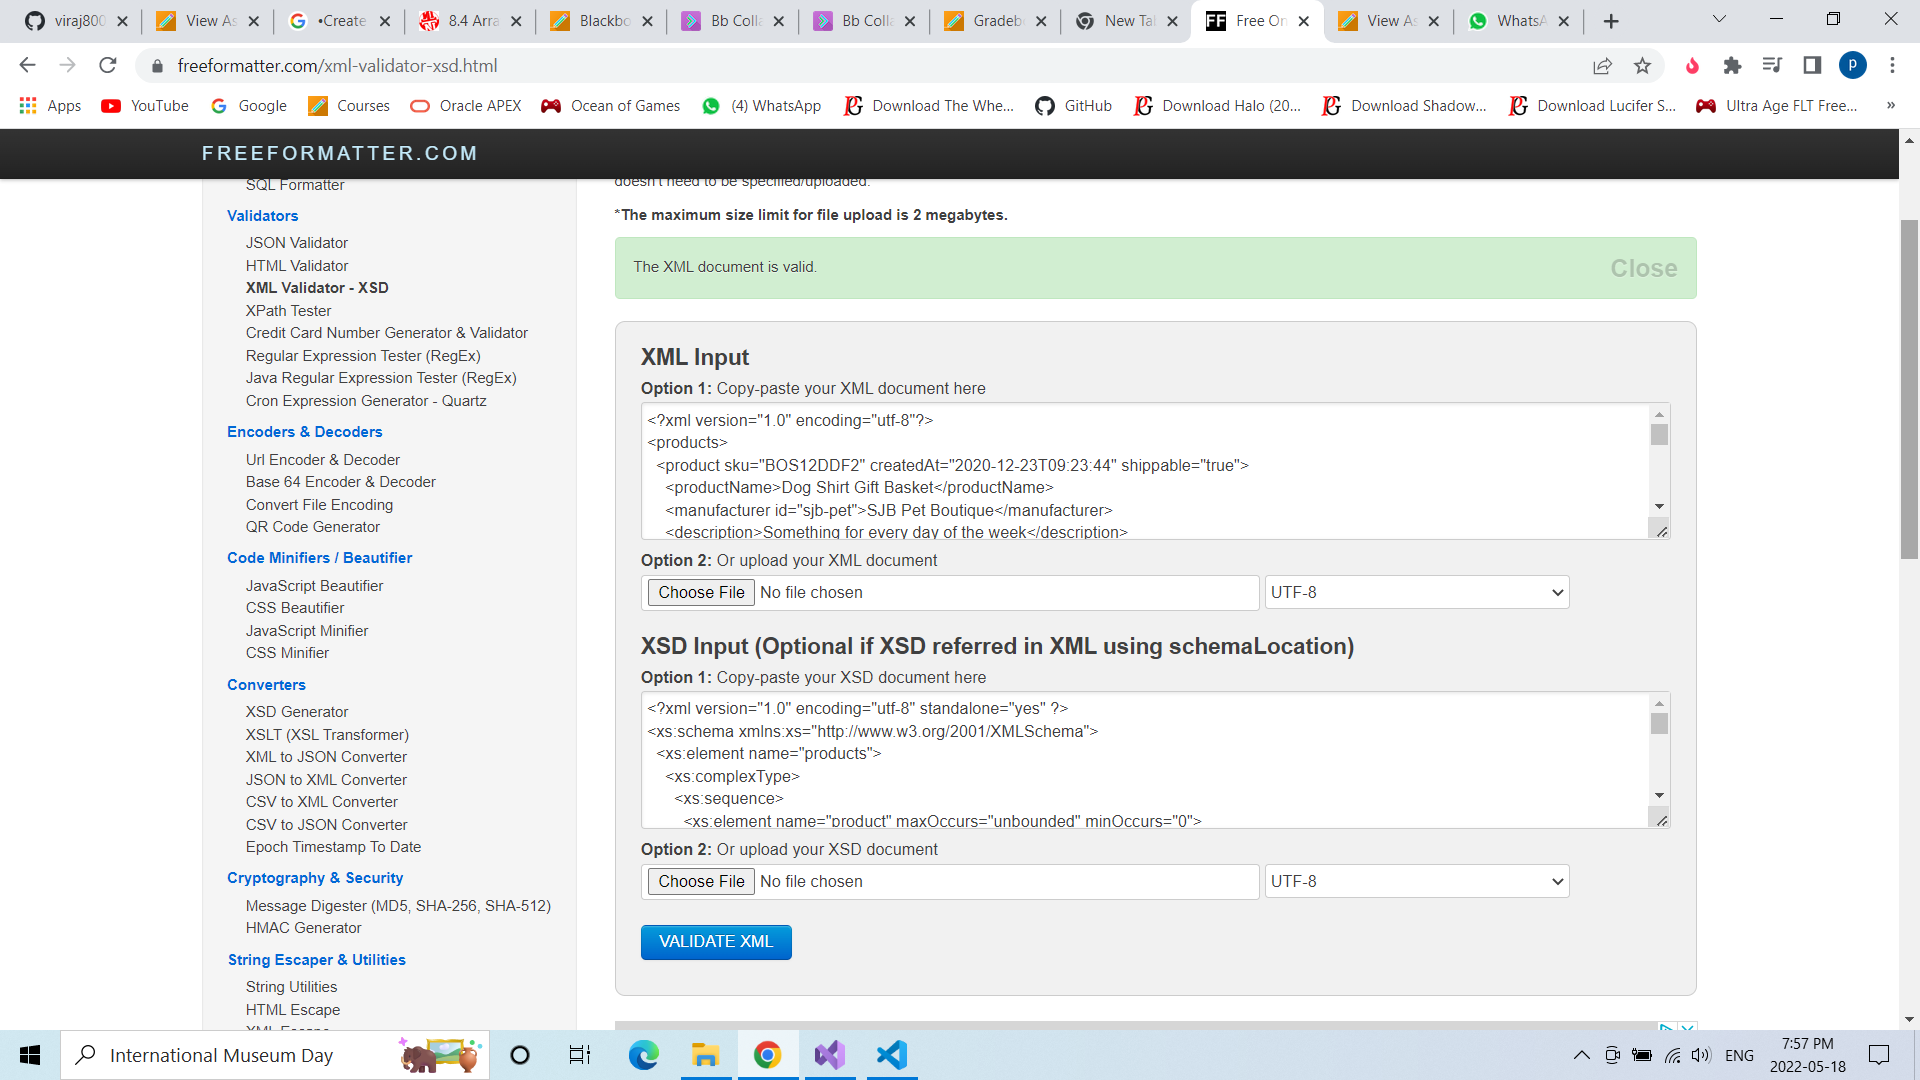 viraj800
View As
•Create
8.4 Arra
Blackbo
Bb Colla
Bb Colla
Gradebo
New Tab
Free On
View As
WhatsA
freeformatter.com/xml-validator-xsd.html
P
Apps
YouTube
Google
Courses
Oracle APEX
Ocean of Games
(4) WhatsApp
Download The Whe...
GitHub
Download Halo (20...
Download Shadow...
Download Lucifer S...
Ultra Age FLT Free...
»
FREEFORMATTER.COM
SQL Formatter
Validators
JSON Validator
HTML Validator
XML Validator - XSD
XPath Tester
Credit Card Number Generator & Validator
Regular Expression Tester (RegEx)
Java Regular Expression Tester (RegEx)
Cron Expression Generator - Quartz
Encoders & Decoders
Url Encoder & Decoder
Base 64 Encoder & Decoder
Convert File Encoding
QR Code Generator
Code Minifiers / Beautifier
JavaScript Beautifier
CSS Beautifier
JavaScript Minifier
CSS Minifier
Converters
XSD Generator
XSLT (XSL Transformer)
XML to JSON Converter
JSON to XML Converter
CSV to XML Converter
CSV to JSON Converter
Epoch Timestamp To Date
Cryptography & Security
Message Digester (MD5, SHA-256, SHA-512)
HMAC Generator
String Escaper & Utilities
String Utilities
HTML Escape
XML Escape
doesn't need to be specified/uploaded.
*The maximum size limit for file upload is 2 megabytes.
The XML document is valid.
Close
XML Input
Option 1: Copy-paste your XML document here
<?xml version="1.0" encoding="utf-8"?>
<products>
<product sku="BOS12DDF2" createdAt="2020-12-23T09:23:44" shippable="true">
<productName>Dog Shirt Gift Basket</productName>
<manufacturer id="sjb-pet">SJB Pet Boutique</manufacturer>
<description>Something for every day of the week</description>
Option 2: Or upload your XML document
Choose File No file chosen
UTF-8
XSD Input (Optional if XSD referred in XML using schemaLocation)
Option 1: Copy-paste your XSD document here
<?xml version="1.0" encoding="utf-8" standalone="yes" ?>
<xs:schema xmlns:xs="http://www.w3.org/2001/XMLSchema">
<xs:element name="products">
<xs:complexType>
<xs:sequence>
<xs:element name="product" maxOccurs="unbounded" minOccurs="0">
Option 2: Or upload your XSD document
Choose File No file chosen
UTF-8
VALIDATE XML
International Museum Day
ENG
7:57 PM
2022-05-18